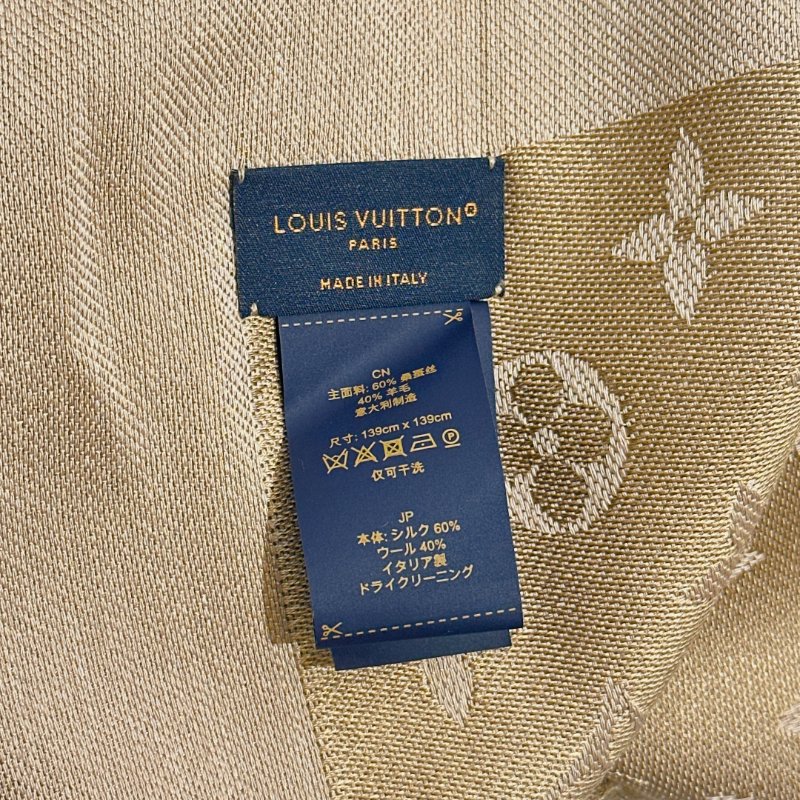 LOUIS VUITTON®
PARIS
MADE IN ITALY
CN
主面料: 60% 桑蚕丝
40% 羊毛
意大利制造
尺寸: 139cm x 139cm
仅可干洗
JP
本体: シルク 60%
ウール 40%
イタリア製
ドライクリーニング